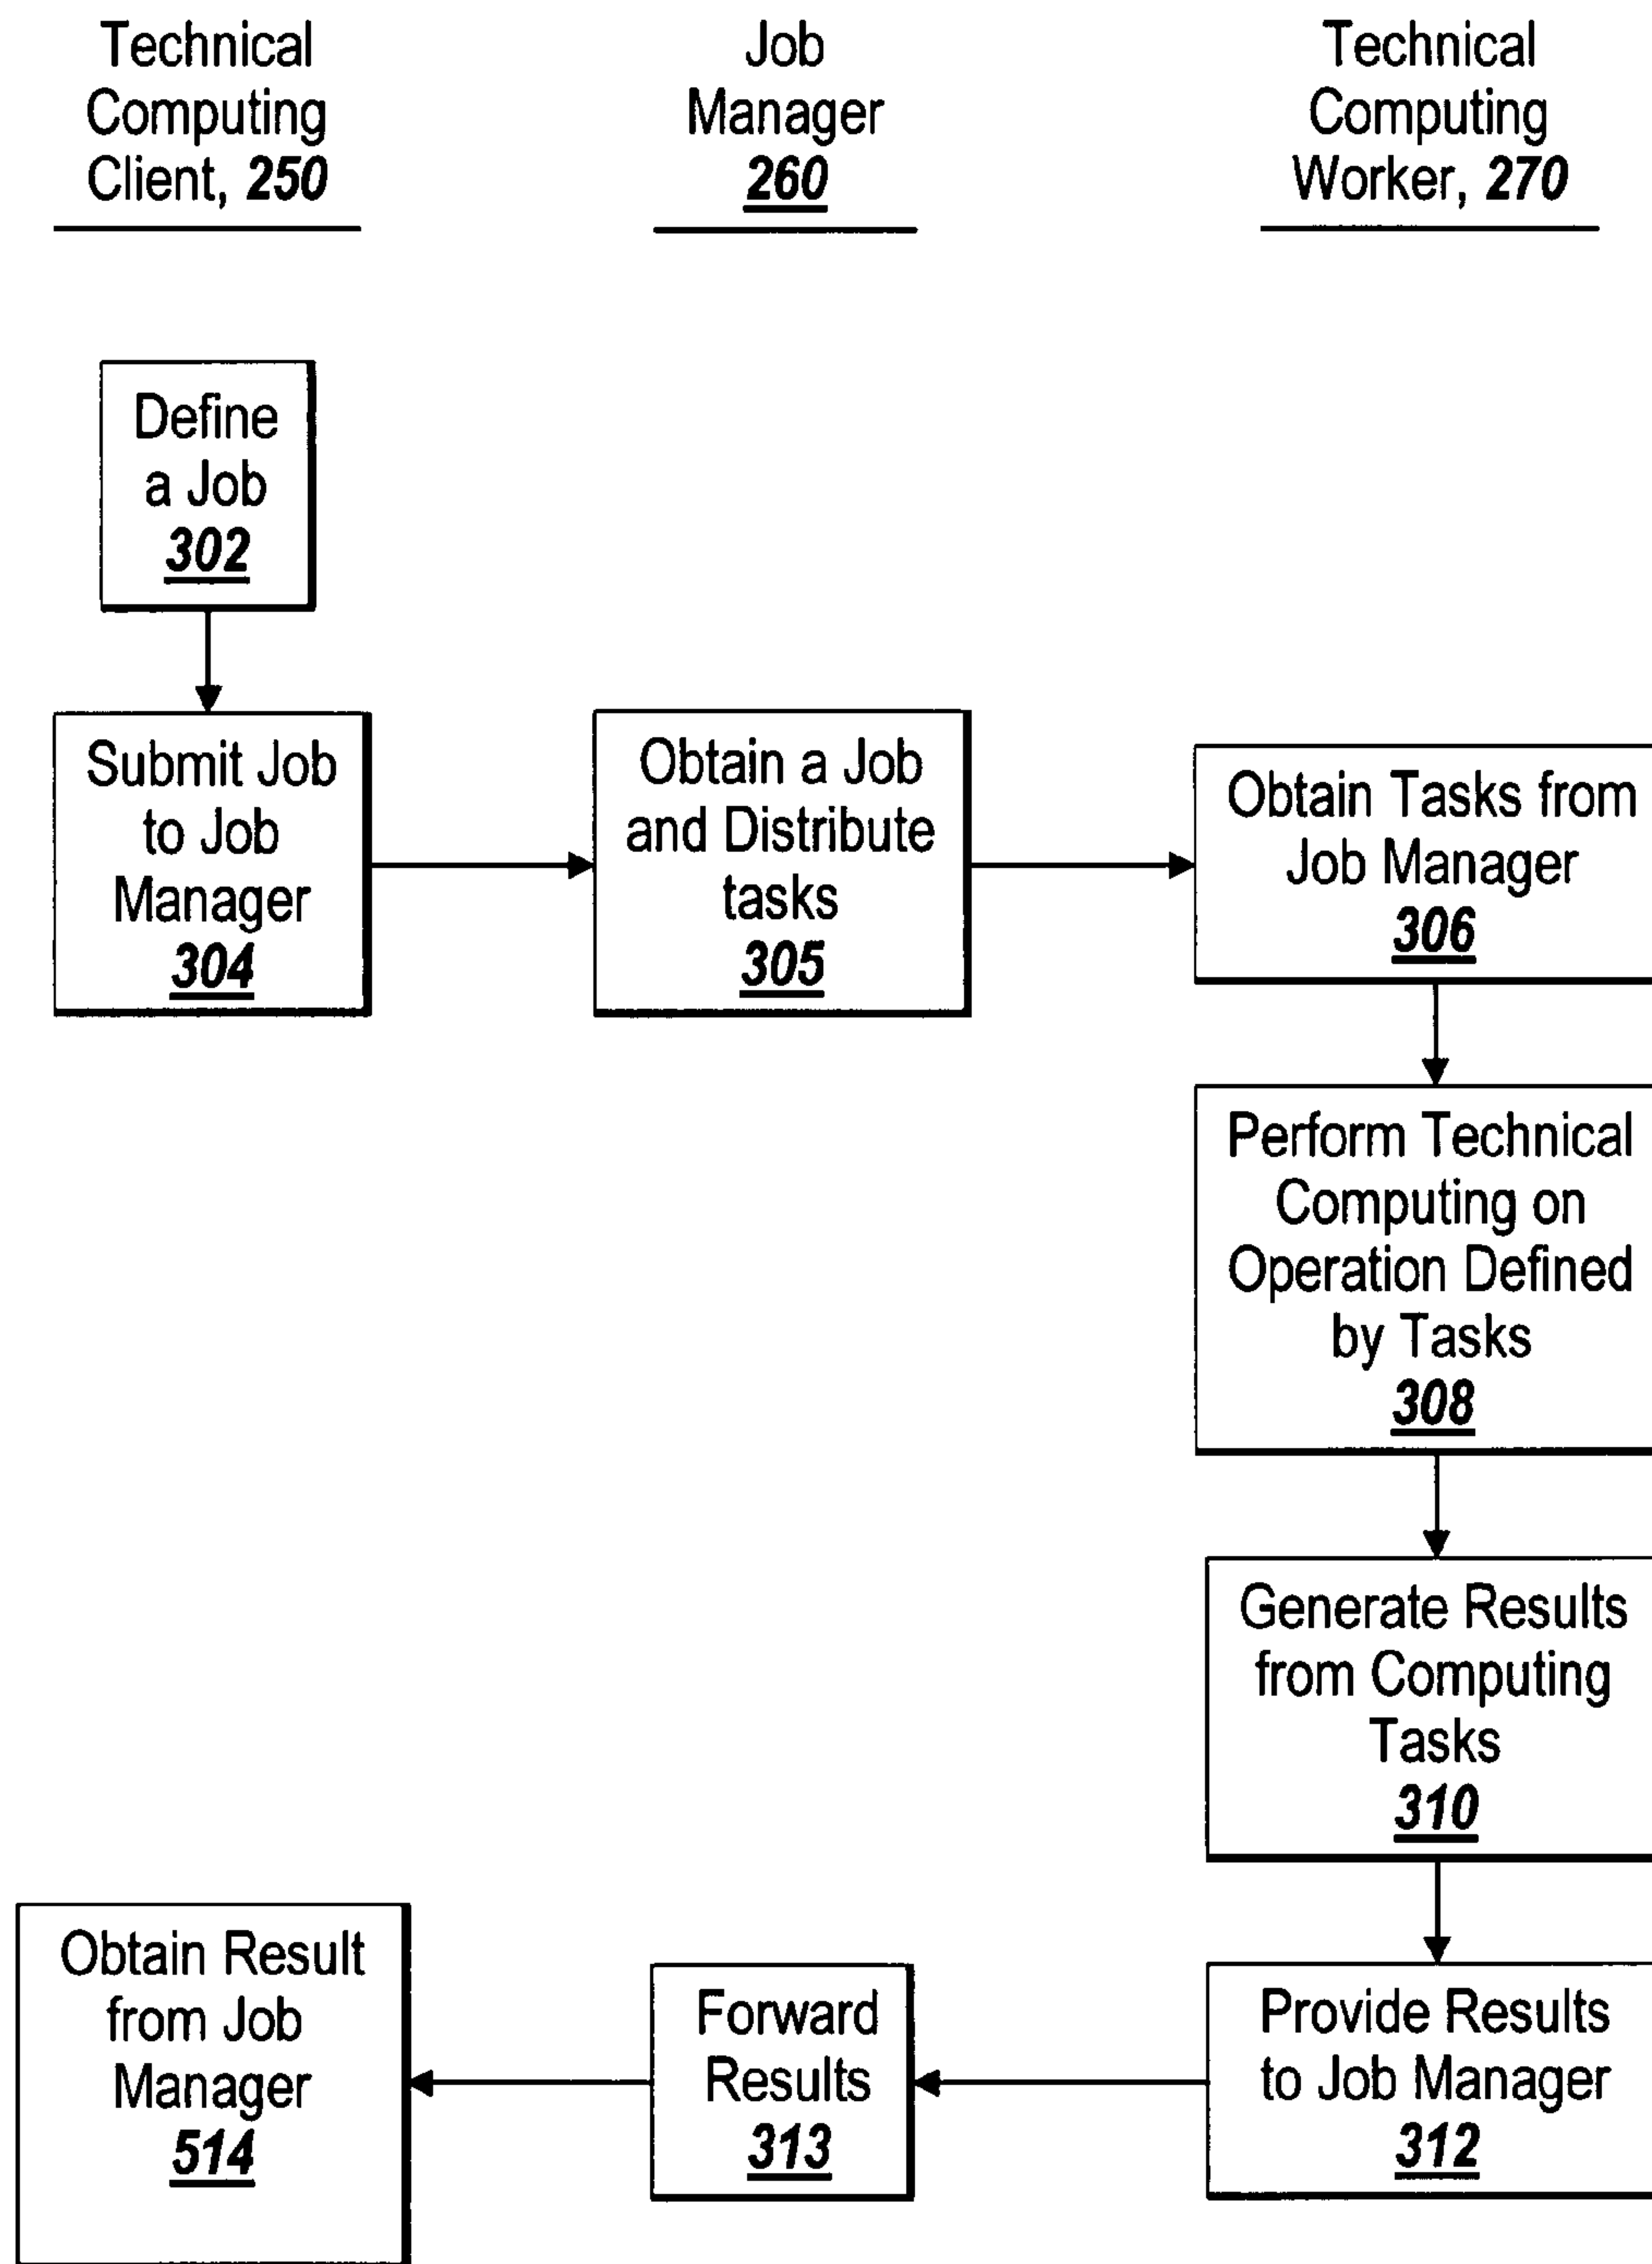 Technical
Computing
Client, 250
Job
Manager
260
Technical
Computing
Worker, 270
Define
a Job
302
Submit Job
to Job
Manager
304
Obtain a Job
and Distribute
tasks
305
Obtain Tasks from
Job Manager
306
Perform Technical
Computing on
Operation Defined
by Tasks
308
Generate Results
from Computing
Tasks
310
Provide Results
to Job Manager
312
Forward
Results
313
Obtain Result
from Job
Manager
514